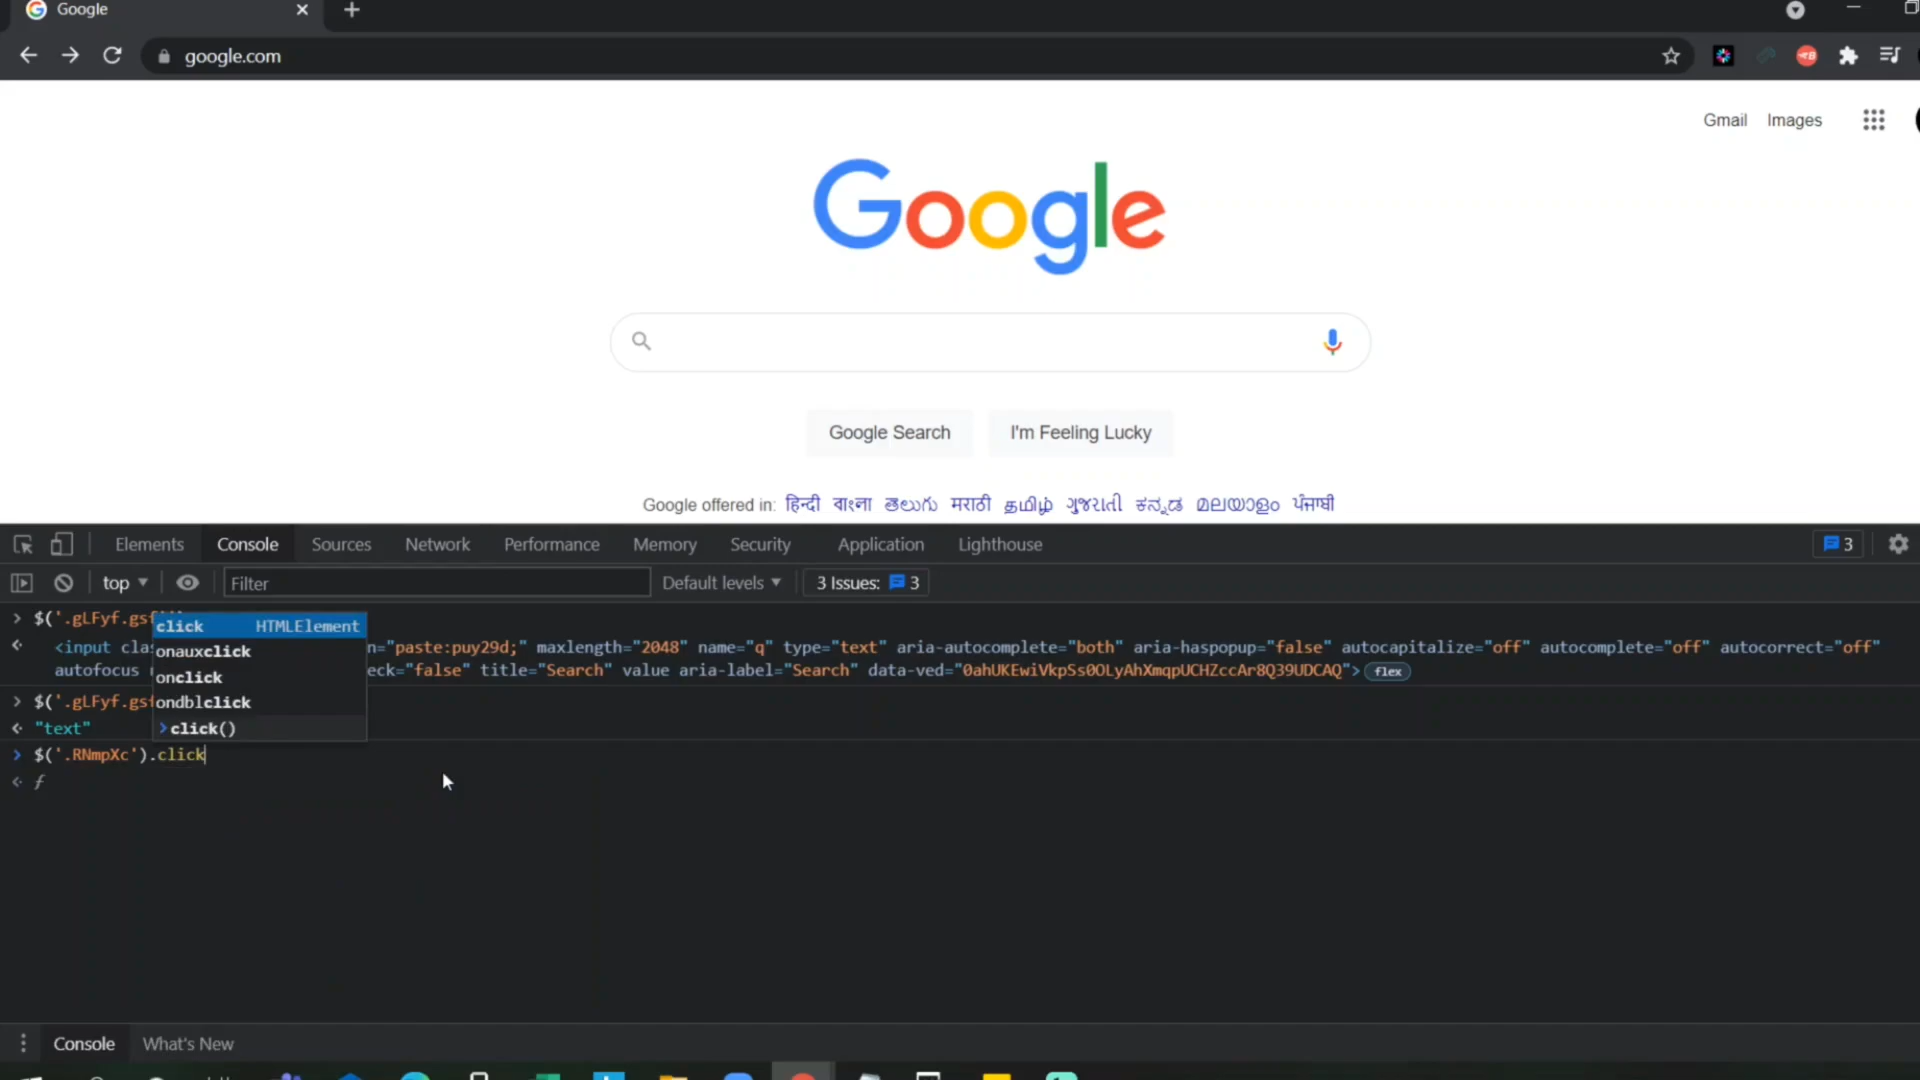 Google
google.com
Gmail Images
Google
Google Search I'm Feeling Lucky
Google offered in: हिन्दी বাংলা తెలుగు मराठी தமிழ் ગુજરાતી ಕನ್ನಡ മലയാളം ਪੰਜਾਬੀ
Elements Console Sources Network Performance Memory Security Application Lighthouse 3
top Filter Default levels 3 Issues: 3
> $('.gLFyf.gsf
click HTMLElement
<input clas n="paste:puy29d;" maxlength="2048" name="q" type="text" aria-autocomplete="both" aria-haspopup="false" autocapitalize="off" autocomplete="off" autocorrect="off"
onauxclick
autofocus eck="false" title="Search" value aria-label="Search" data-ved="0ahUKEwiVkpSs0OLyAhXmqpUCHZccAr8Q39UDCAQ"> flex
onclick
> $('.gLFyf.gsf
ondblclick
"text"
>click()
> $('.RNmpXc').click
f
Console What's New